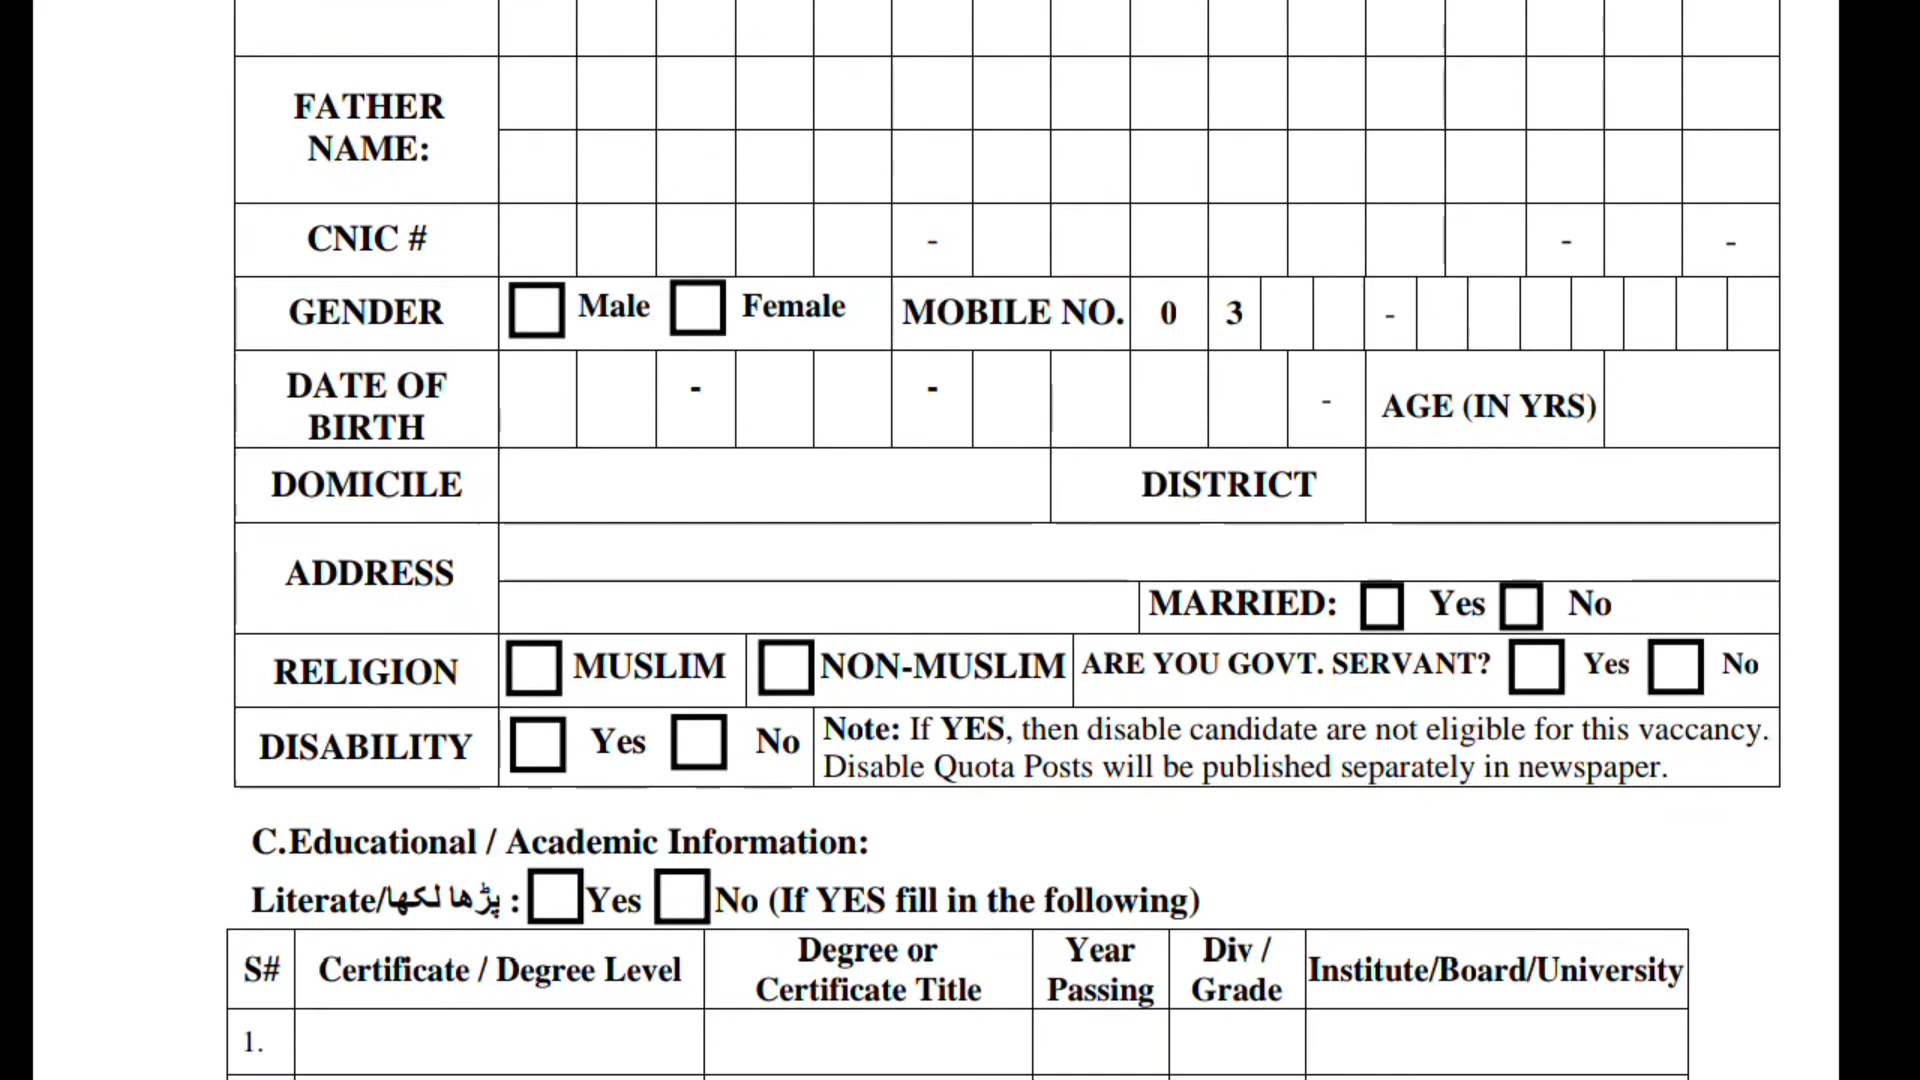 FATHER
NAME:
CNIC # - - -
GENDER Male Female MOBILE NO. 0 3 -
DATE OF
BIRTH - - - AGE (IN YRS)
DOMICILE DISTRICT
ADDRESS
MARRIED: Yes No
RELIGION MUSLIM NON-MUSLIM ARE YOU GOVT. SERVANT? Yes No
DISABILITY Yes No Note: If YES, then disable candidate are not eligible for this vaccancy.
Disable Quota Posts will be published separately in newspaper.
C.Educational / Academic Information:
Literate/پڑھا لکھا : Yes No (If YES fill in the following)
S# Certificate / Degree Level Degree or
Certificate Title Year
Passing Div /
Grade Institute/Board/University
1.